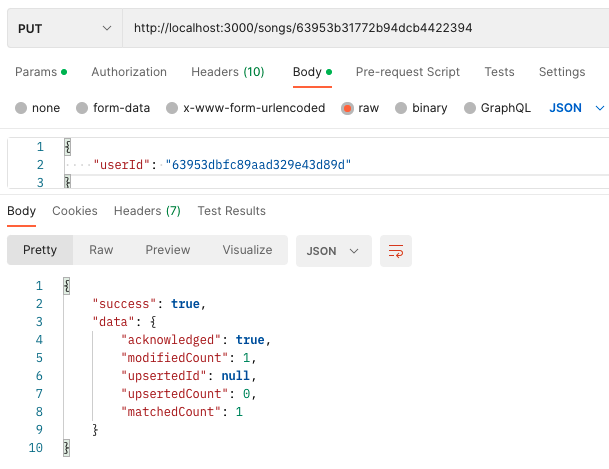 PUT http://localhost:3000/songs/63953b31772b94dcb4422394
Params Authorization Headers (10) Body Pre-request Script Tests Settings
none form-data x-www-form-urlencoded raw binary GraphQL JSON
1 {
2 "userId": "63953dbfc89aad329e43d89d"
3 }
Body Cookies Headers (7) Test Results
Pretty Raw Preview Visualize JSON
1 {
2 "success": true,
3 "data": {
4 "acknowledged": true,
5 "modifiedCount": 1,
6 "upsertedId": null,
7 "upsertedCount": 0,
8 "matchedCount": 1
9 }
10 }